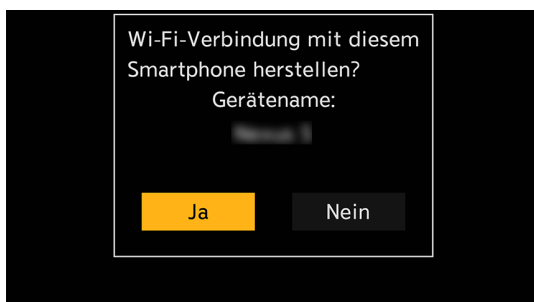 Wi-Fi-Verbindung mit diesem
Smartphone herstellen?
Gerätename:
Ja
Nein